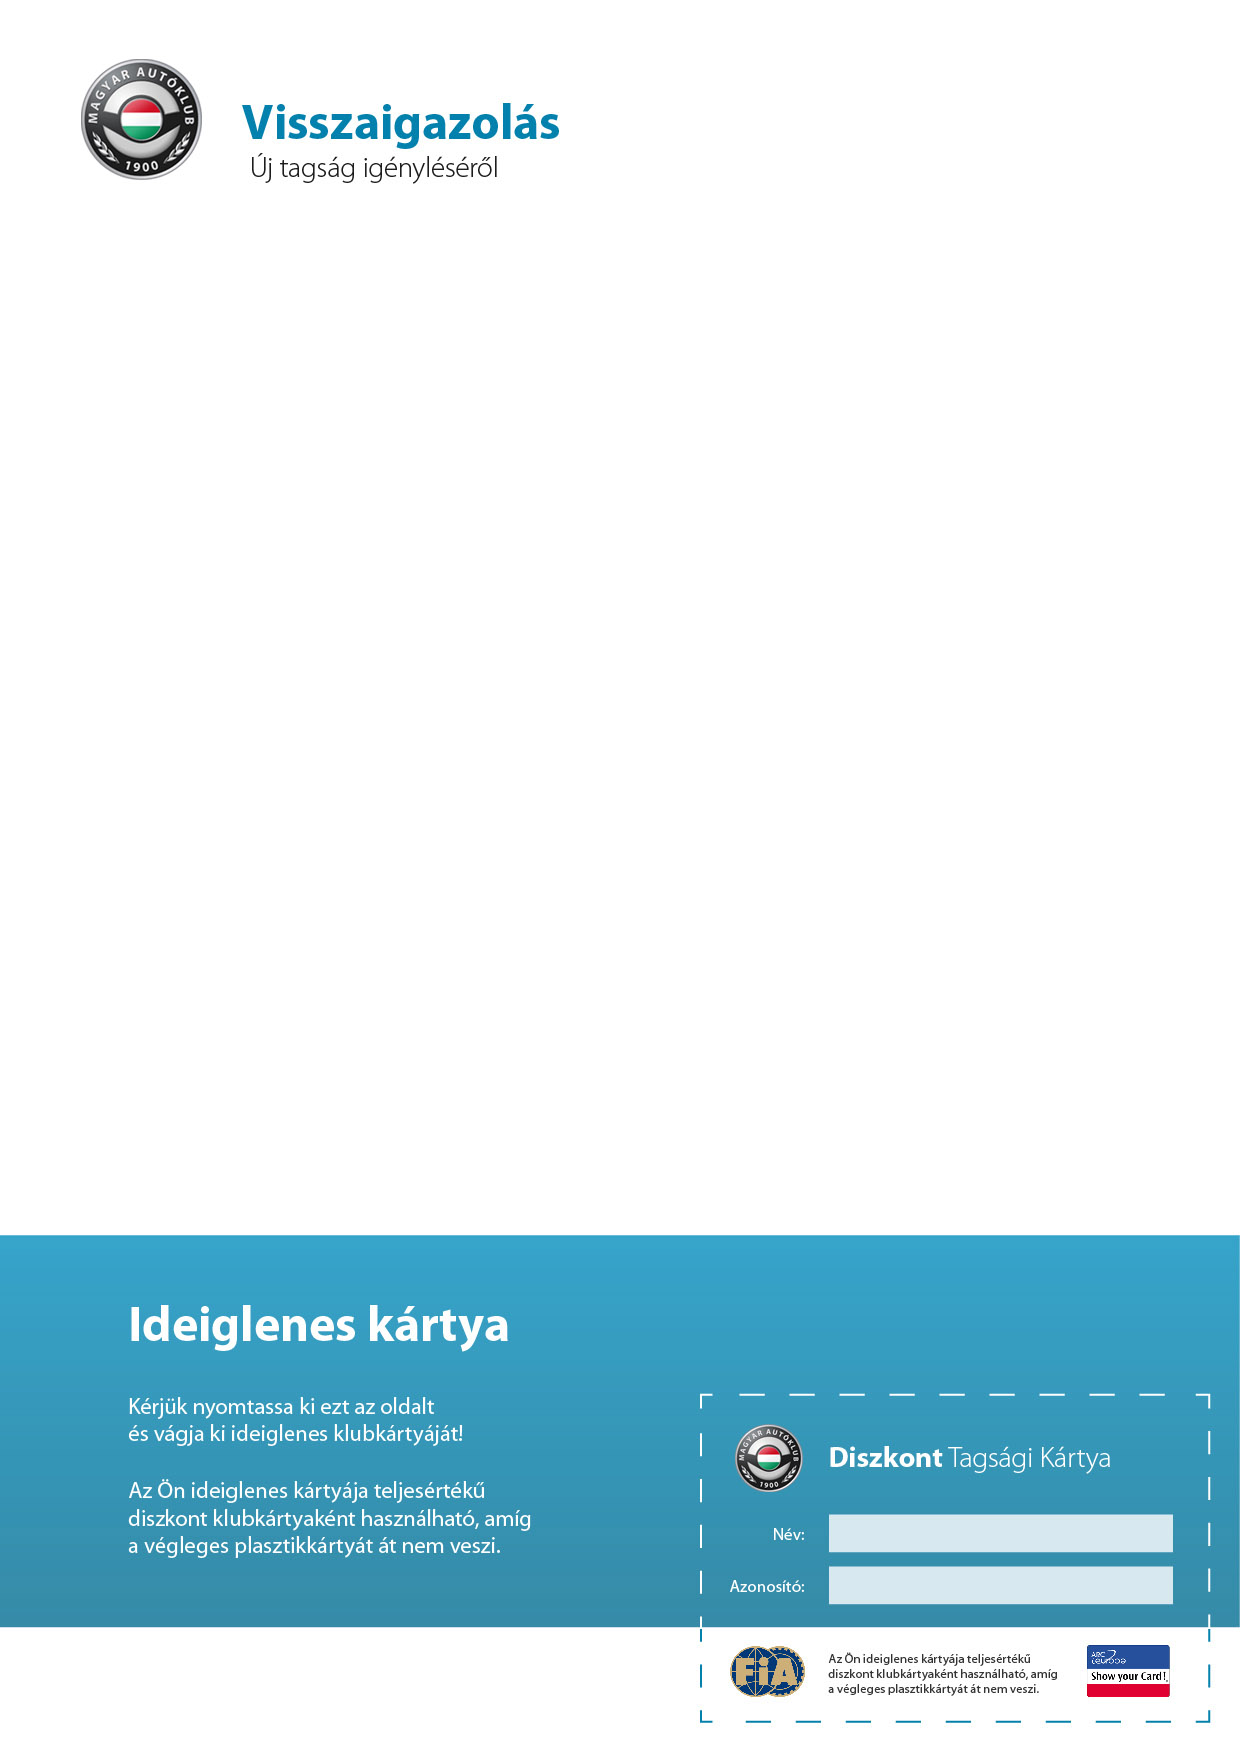 MAGYAR AUTÓKLUB
1900
Visszaigazolás
Új tagság igényléséről
Ideiglenes kártya
Kérjük nyomtassa ki ezt az oldalt
és vágja ki ideiglenes klubkártyáját!
Az Ön ideiglenes kártyája teljesértékű
diszkont klubkártyaként használható, amíg
a végleges plasztikkártyát át nem veszi.
MAGYAR AUTÓKLUB
1900
Diszkont Tagsági Kártya
Név:
Azonosító:
FiA
Az Ön ideiglenes kártyája teljesértékű
diszkont klubkártyaként használható, amíg
a végleges plasztikkártyát át nem veszi.
ARC
europe
Show your Card!